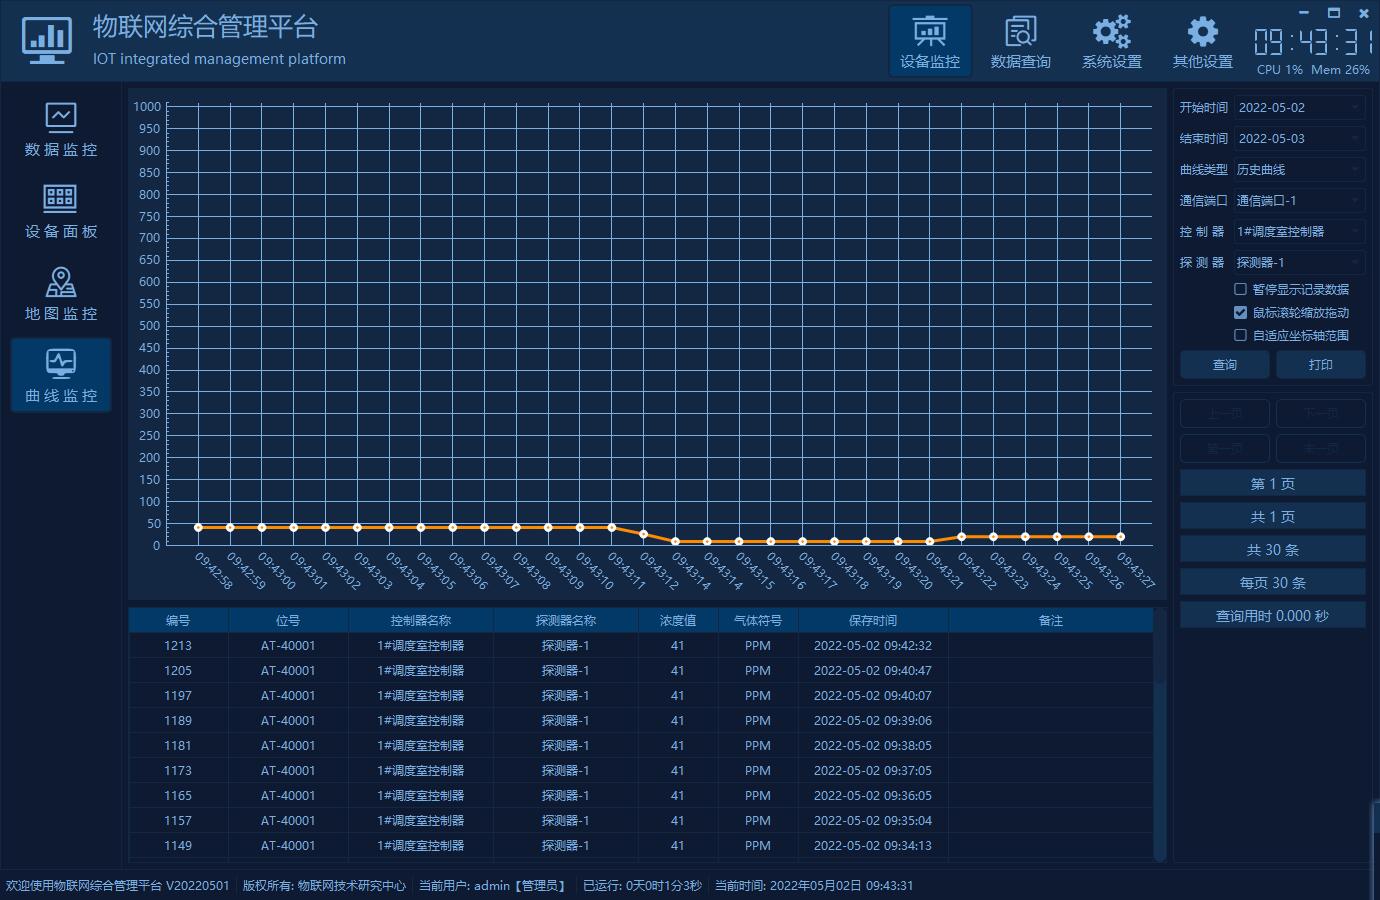 物联网综合管理平台
IOT integrated management platform
设备监控 数据查询 系统设置 其他设置
09:43:31
CPU 1% Mem 26%
数据监控
设备面板
地图监控
曲线监控
1000
950
900
850
800
750
700
650
600
550
500
450
400
350
300
250
200
150
100
50
0
09:42:58 09:42:59 09:43:00 09:43:01 09:43:02 09:43:03 09:43:04 09:43:05 09:43:06 09:43:07 09:43:08 09:43:09 09:43:10 09:43:11 09:43:12 09:43:14 09:43:14 09:43:15 09:43:16 09:43:17 09:43:18 09:43:19 09:43:20 09:43:21 09:43:22 09:43:23 09:43:24 09:43:25 09:43:26 09:43:27
编号 位号 控制器名称 探测器名称 浓度值 气体符号 保存时间 备注
1213 AT-40001 1#调度室控制器 探测器-1 41 PPM 2022-05-02 09:42:32
1205 AT-40001 1#调度室控制器 探测器-1 41 PPM 2022-05-02 09:40:47
1197 AT-40001 1#调度室控制器 探测器-1 41 PPM 2022-05-02 09:40:07
1189 AT-40001 1#调度室控制器 探测器-1 41 PPM 2022-05-02 09:39:06
1181 AT-40001 1#调度室控制器 探测器-1 41 PPM 2022-05-02 09:38:05
1173 AT-40001 1#调度室控制器 探测器-1 41 PPM 2022-05-02 09:37:05
1165 AT-40001 1#调度室控制器 探测器-1 41 PPM 2022-05-02 09:36:05
1157 AT-40001 1#调度室控制器 探测器-1 41 PPM 2022-05-02 09:35:04
1149 AT-40001 1#调度室控制器 探测器-1 41 PPM 2022-05-02 09:34:13
开始时间 2022-05-02
结束时间 2022-05-03
曲线类型 历史曲线
通信端口 通信端口-1
控制器 1#调度室控制器
探测器 探测器-1
暂停显示记录数据
鼠标滚轮缩放拖动
自适应坐标轴范围
查询 打印
上一页 下一页
第一页 末一页
第 1 页
共 1 页
共 30 条
每页 30 条
查询用时 0.000 秒
欢迎使用物联网综合管理平台 V20220501 版权所有: 物联网技术研究中心 当前用户: admin【管理员】 已运行: 0天0时1分3秒 当前时间: 2022年05月02日 09:43:31